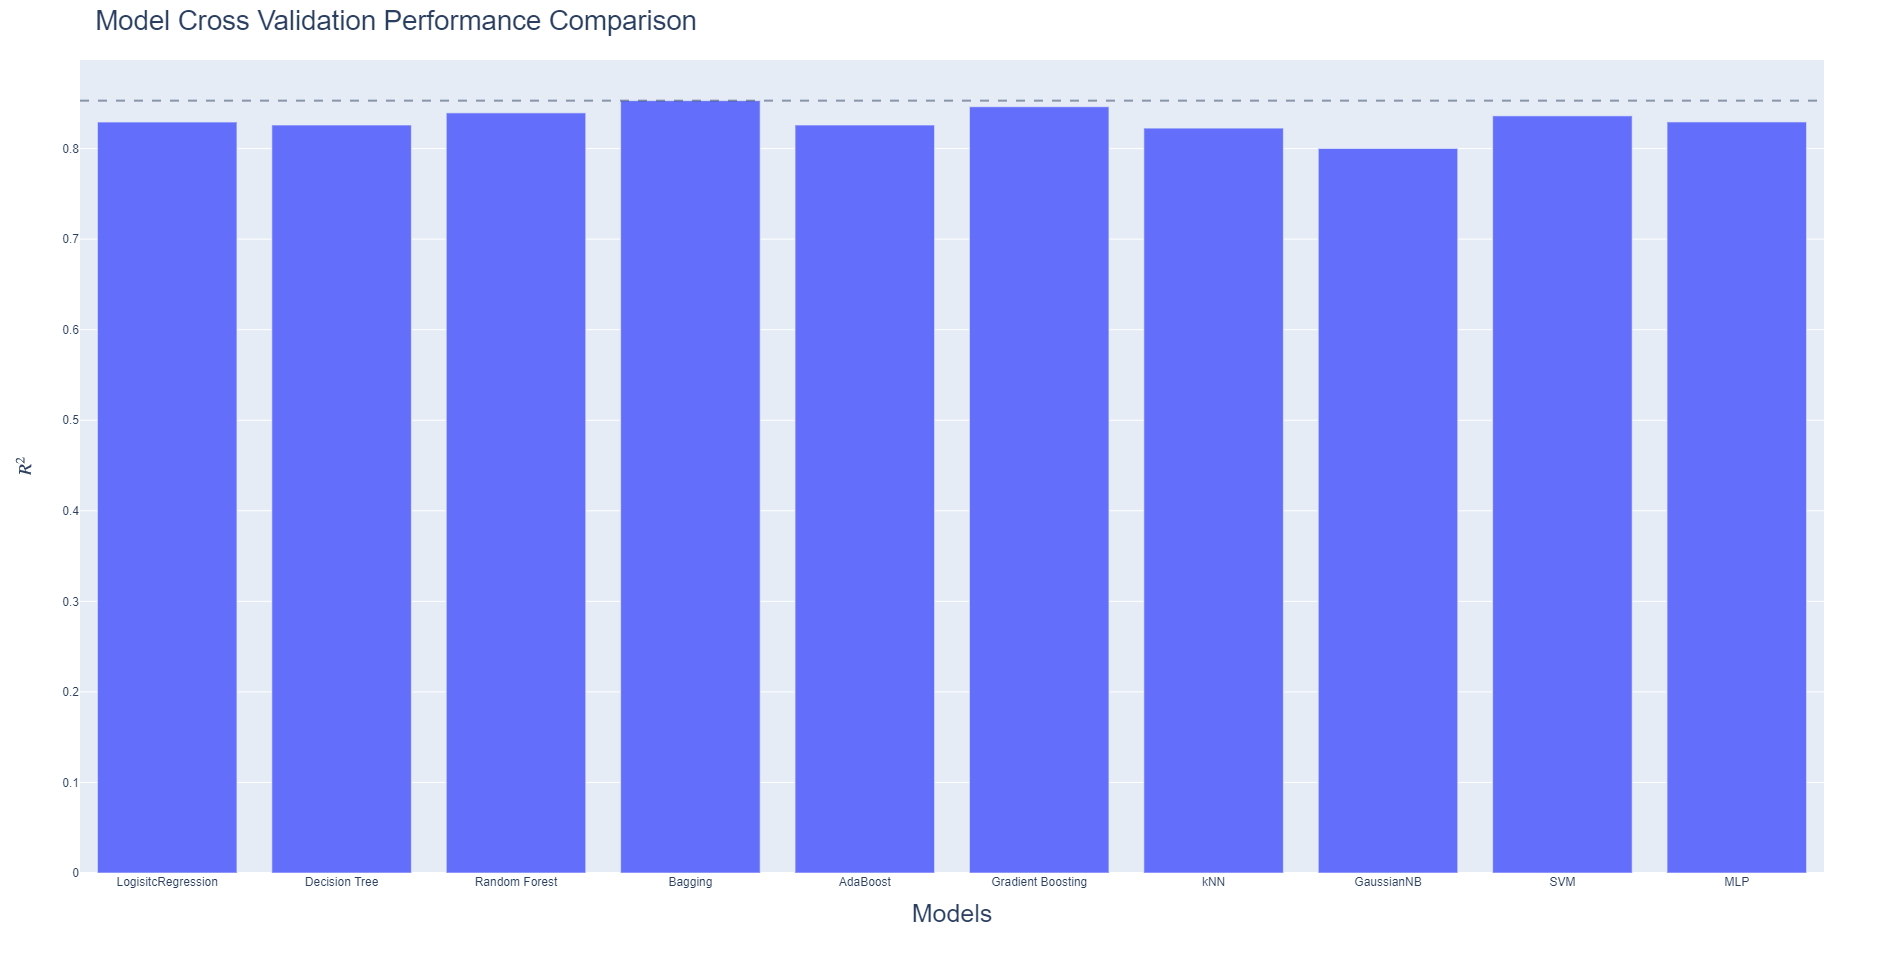 Model Cross Validation Performance Comparison
0.8
0.7
0.6
0.5
0.4
0.3
0.2
0.1
0
R²
LogisitcRegression Decision Tree Random Forest Bagging AdaBoost Gradient Boosting kNN GaussianNB SVM MLP
Models